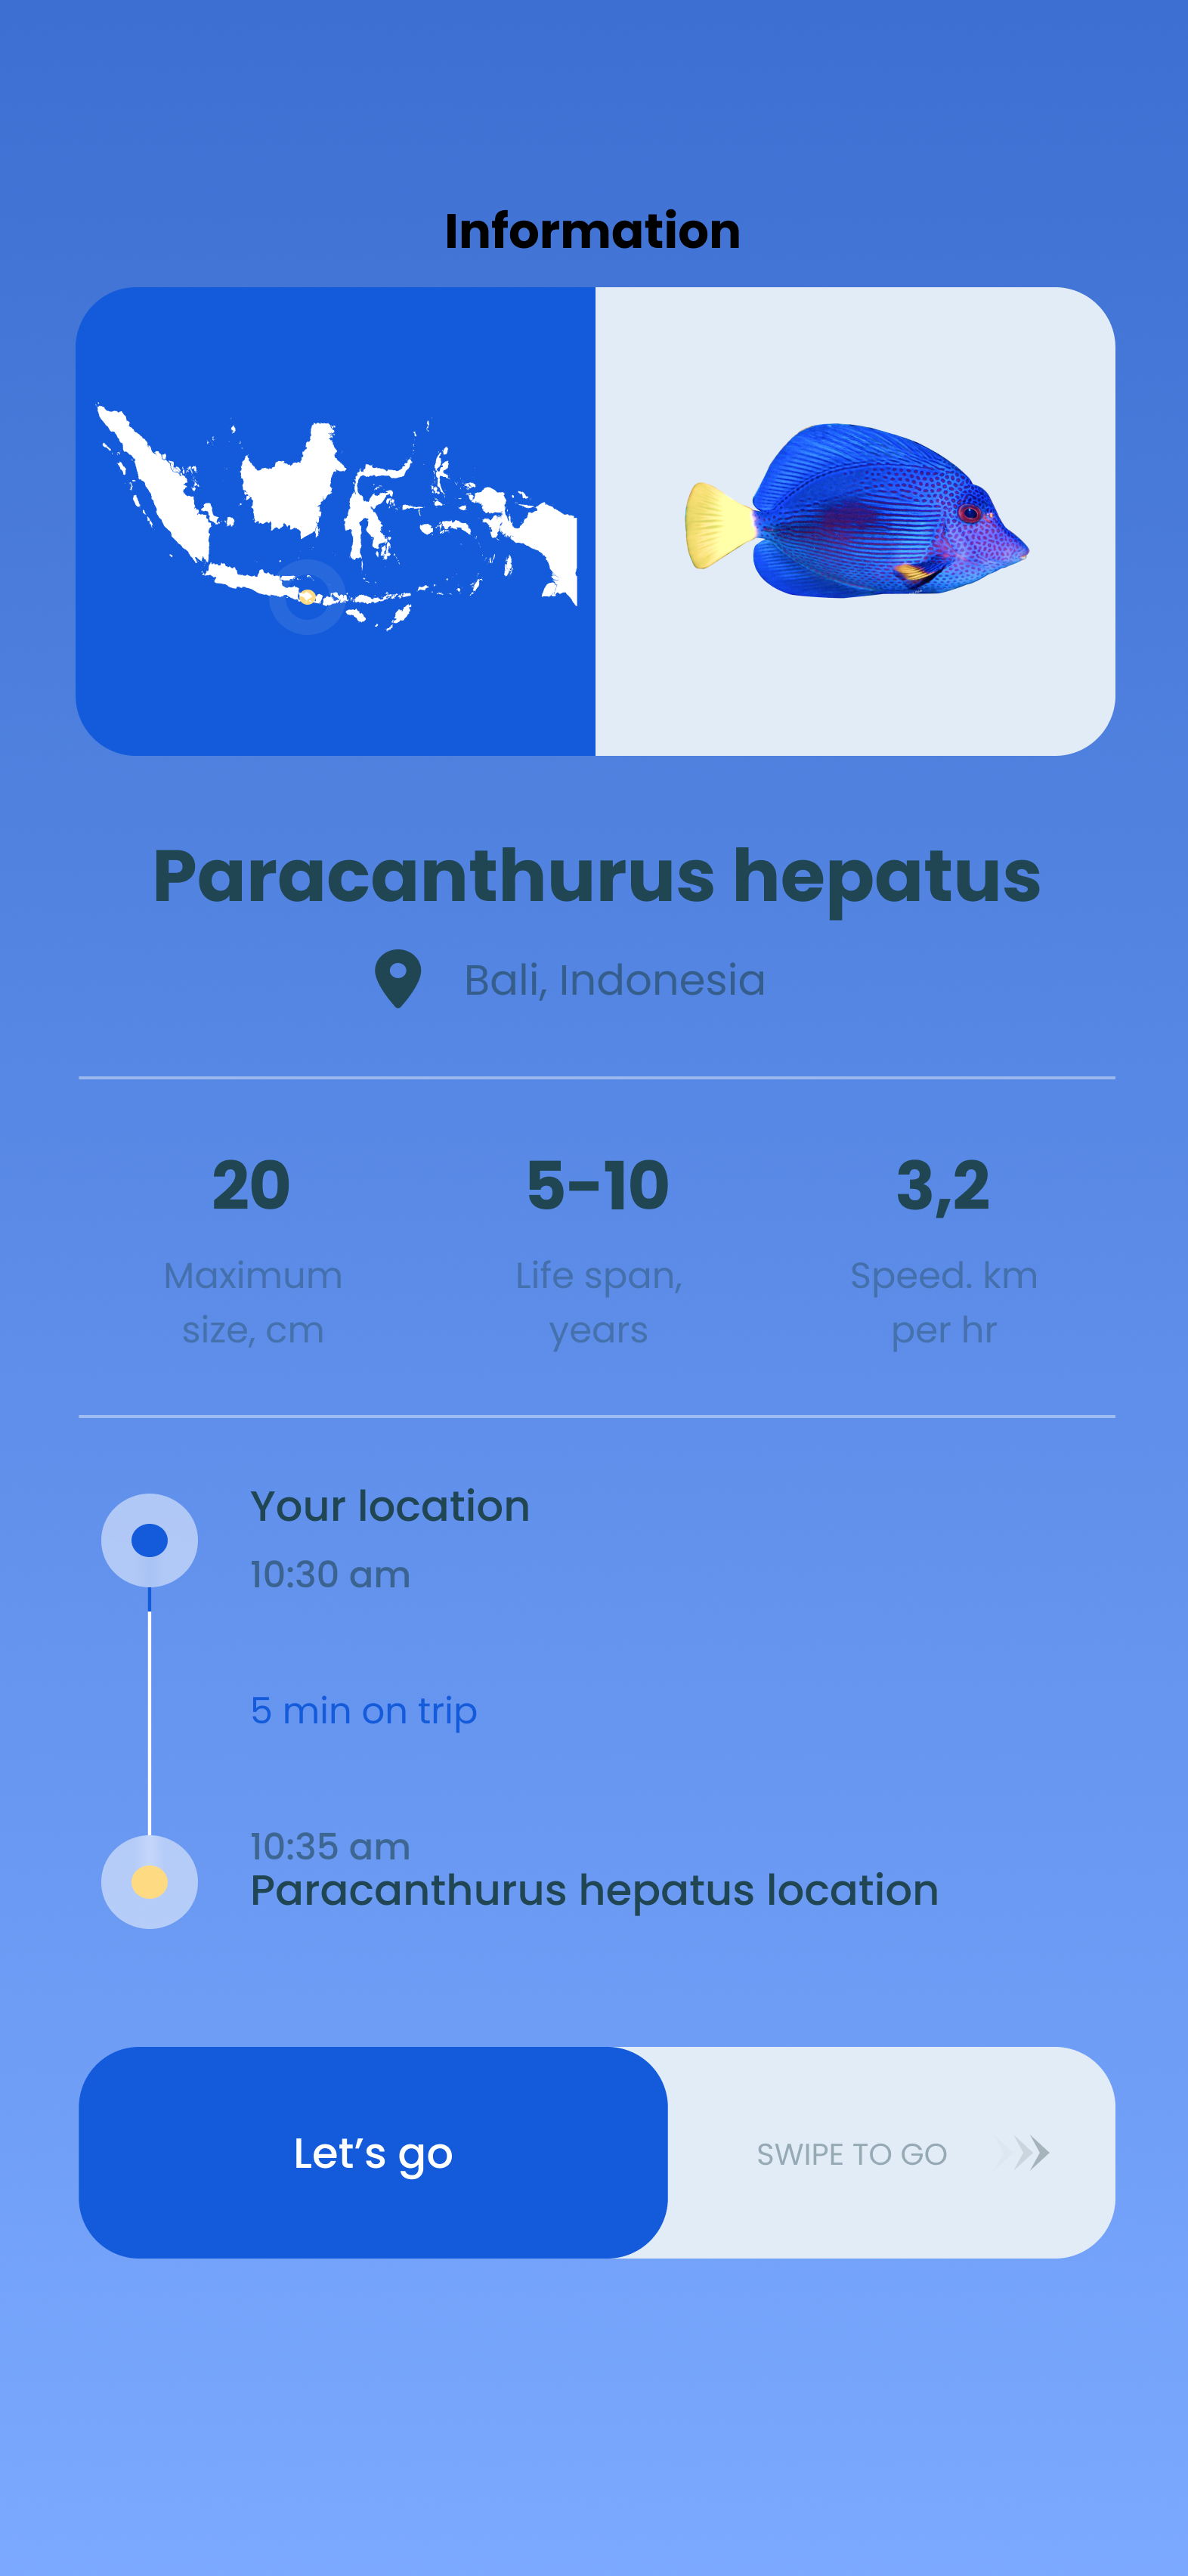 Information
Paracanthurus hepatus
Bali, Indonesia
20
5-10
3,2
Maximum
size, cm
Life span,
years
Speed. km
per hr
Your location
10:30 am
5 min on trip
10:35 am
Paracanthurus hepatus location
Let’s go
SWIPE TO GO